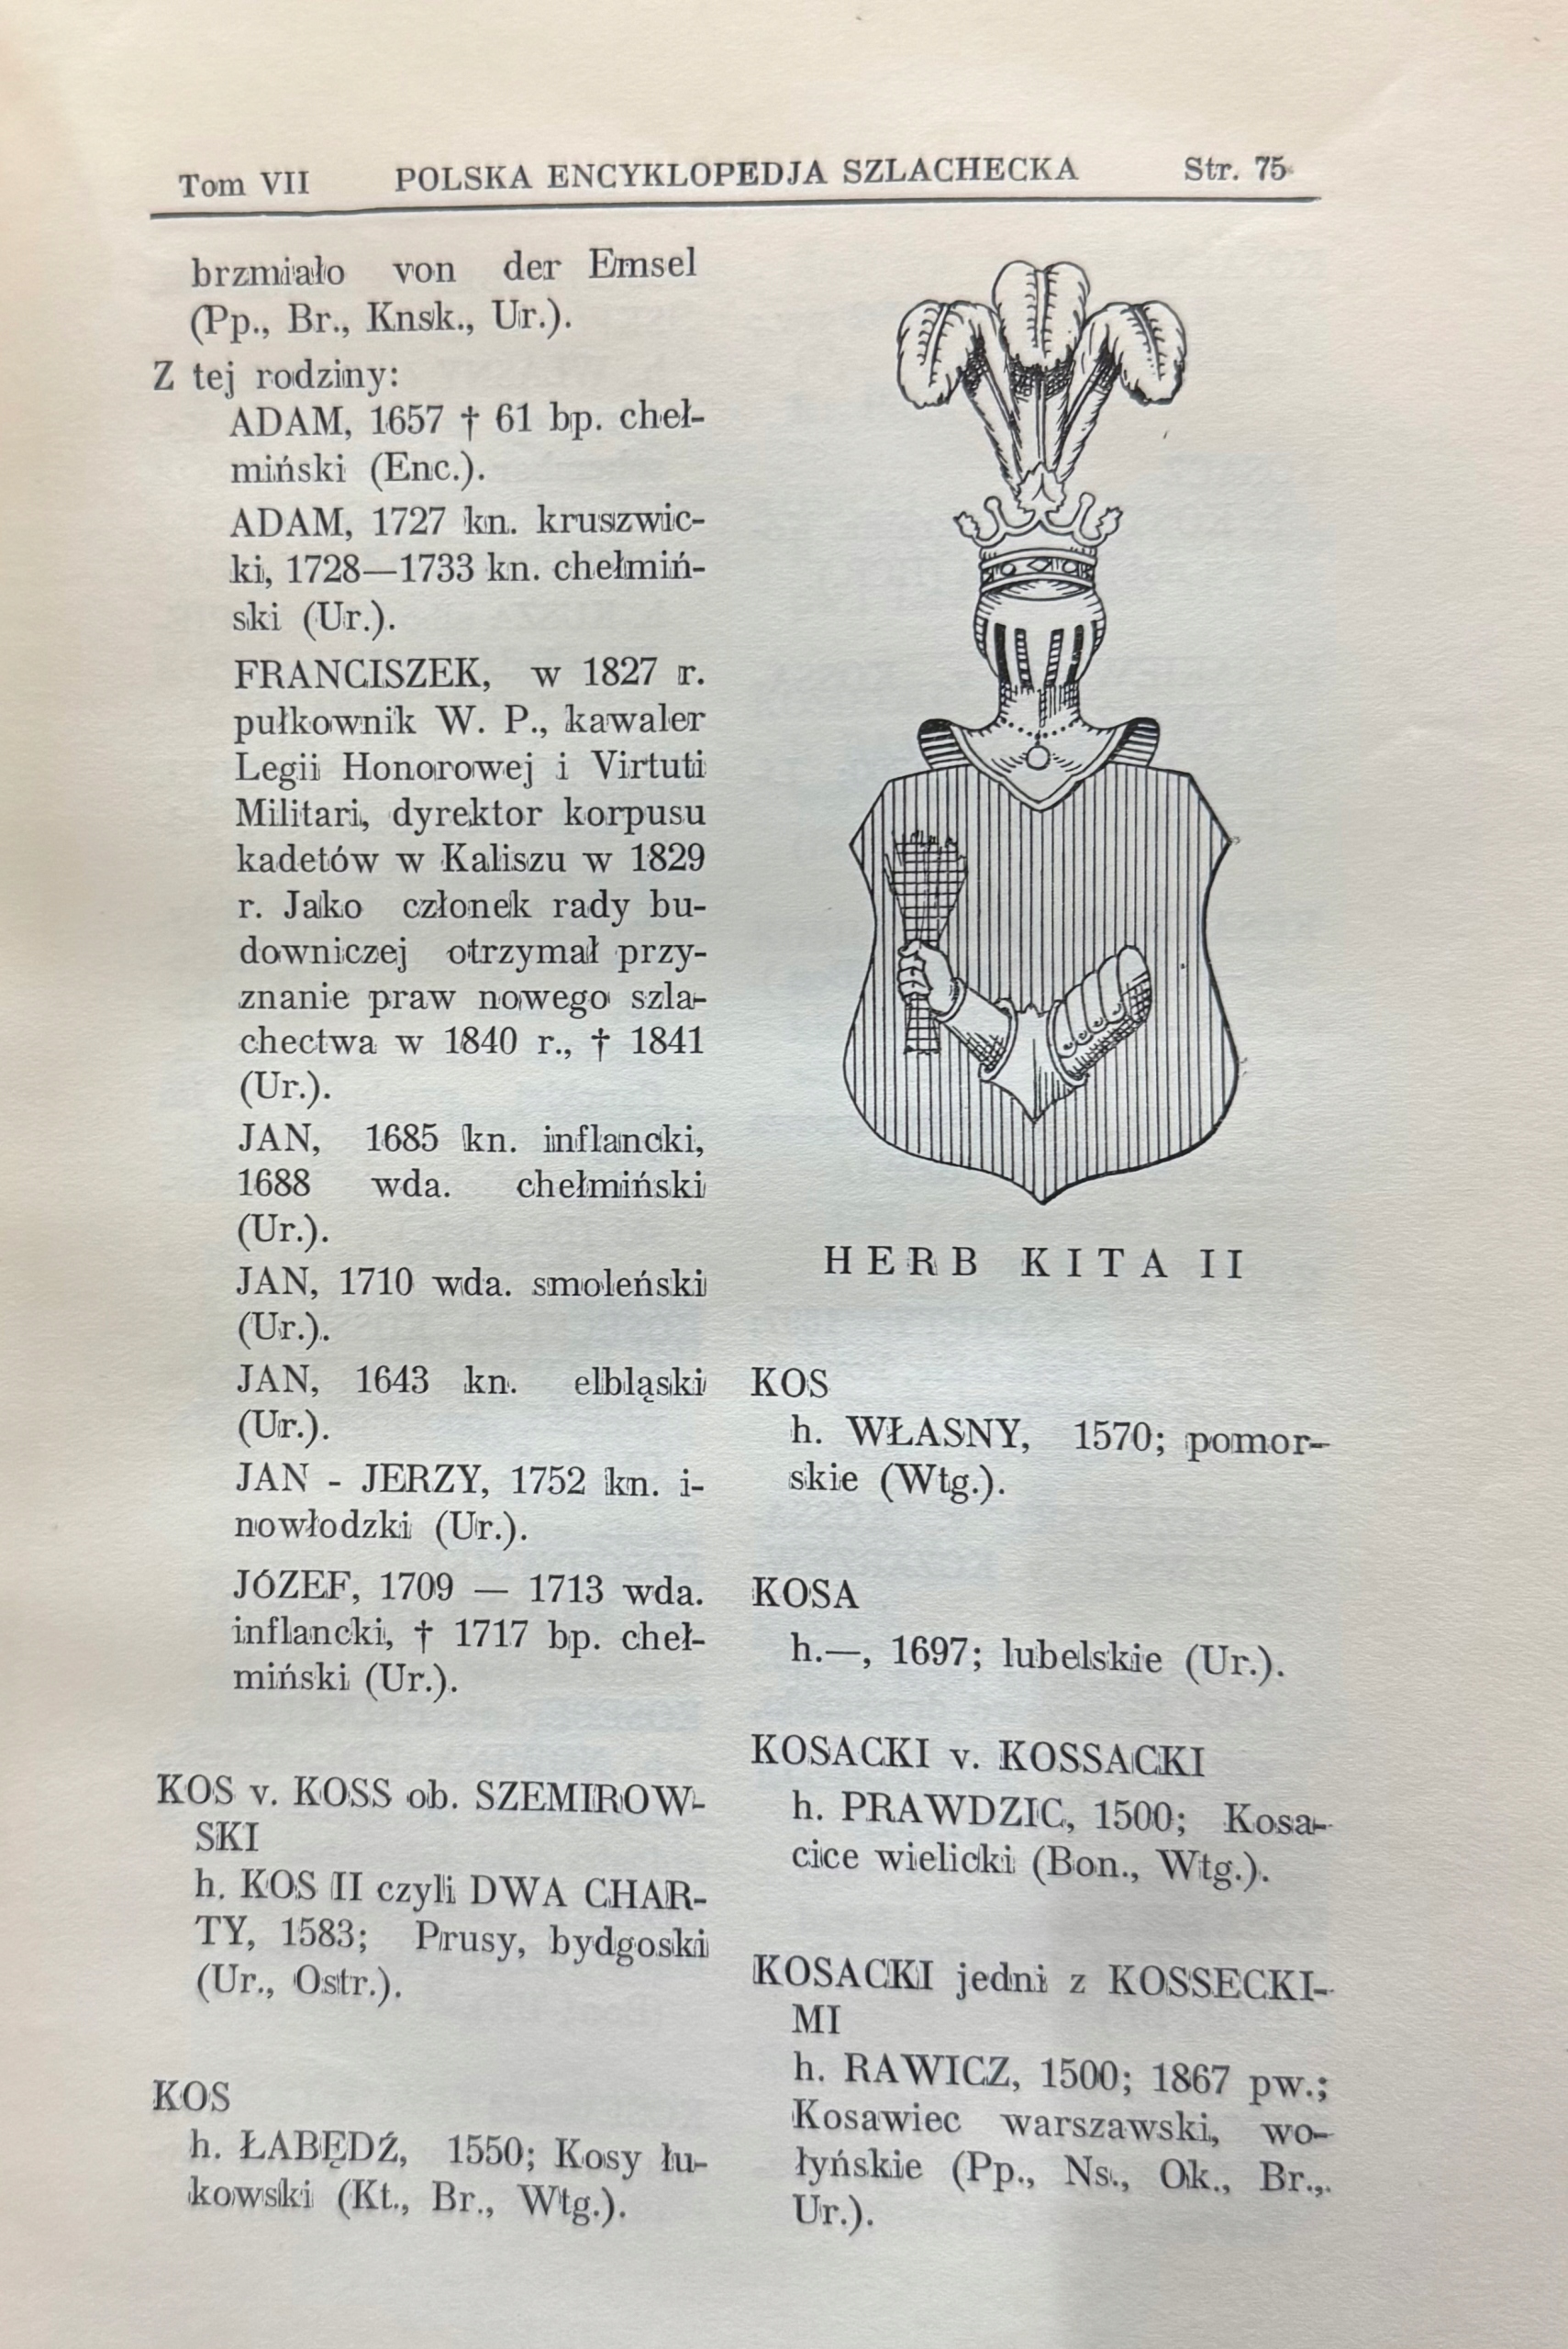 Tom VII POLSKA ENCYKLOPEDJA SZLACHECKA Str. 75
brzmiało von der Emsel
(Pp., Br., Knsk., Ur.).
Z tej rodziny:
ADAM, 1657 † 61 bp. cheł-
miński (Enc.).
ADAM, 1727 kn. kruszwic-
ki, 1728—1733 kn. chełmiń-
ski (Ur.).
FRANCISZEK, w 1827 r.
pułkownik W. P., kawaler
Legii Honorowej i Virtuti
Militari, dyrektor korpusu
kadetów w Kaliszu w 1829
r. Jako członek rady bu-
downiczej otrzymał przy-
znanie praw nowego szla-
chectwa w 1840 r., † 1841
(Ur.).
JAN, 1685 kn. inflancki,
1688 wda. chełmiński
(Ur.).
JAN, 1710 wda. smoleński
(Ur.).
JAN, 1643 kn. elbląski
(Ur.).
JAN - JERZY, 1752 kn. i-
nowłodzki (Ur.).
JÓZEF, 1709 — 1713 wda.
inflancki, † 1717 bp. cheł-
miński (Ur.).
KOS v. KOSS ob. SZEMIROW-
SKI
h. KOS II czyli DWA CHAR-
TY, 1583; Prusy, bydgoski
(Ur., Ostr.).
KOS
h. ŁABĘDŹ, 1550; Kosy łu-
kowski (Kt., Br., Wtg.).
HERB KITA II
KOS
h. WŁASNY, 1570; pomor-
skie (Wtg.).
KOSA
h.—, 1697; lubelskie (Ur.).
KOSACKI v. KOSSACKI
h. PRAWDZIC, 1500; Kosa-
cice wielicki (Bon., Wtg.).
KOSACKI jedni z KOSSECKI-
MI
h. RAWICZ, 1500; 1867 pw.;
Kosawiec warszawski, wo-
łyńskie (Pp., Ns., Ok., Br.,
Ur.).